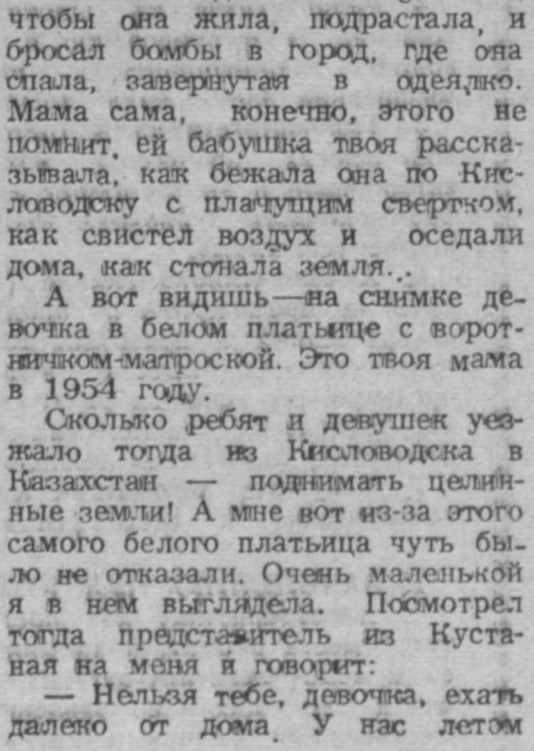 чтобы она жила, подрастала, и
бросал бомбы в город, где она
спала, завернутая в одеялко.
Мама сама, конечно, этого не
помнит, ей бабушка твоя расска-
зывала, как бежала она по Кис-
ловодску с плачущим свертком,
как свистел воздух и оседали
дома, как стонала земля...
А вот видишь—на снимке де-
вочка в белом платьице с ворот-
ничком-матроской. Это твоя мама
в 1954 году.
Сколько ребят и девушек уез-
жало тогда из Кисловодска в
Казахстан — поднимать целин-
ные земли! А мне вот из-за этого
самого белого платьица чуть бы-
ло не отказали. Очень маленькой
я в нем выглядела. Посмотрел
тогда представитель из Куста-
ная на меня и говорит:
— Нельзя тебе, девочка, ехать
далеко от дома. У нас летом